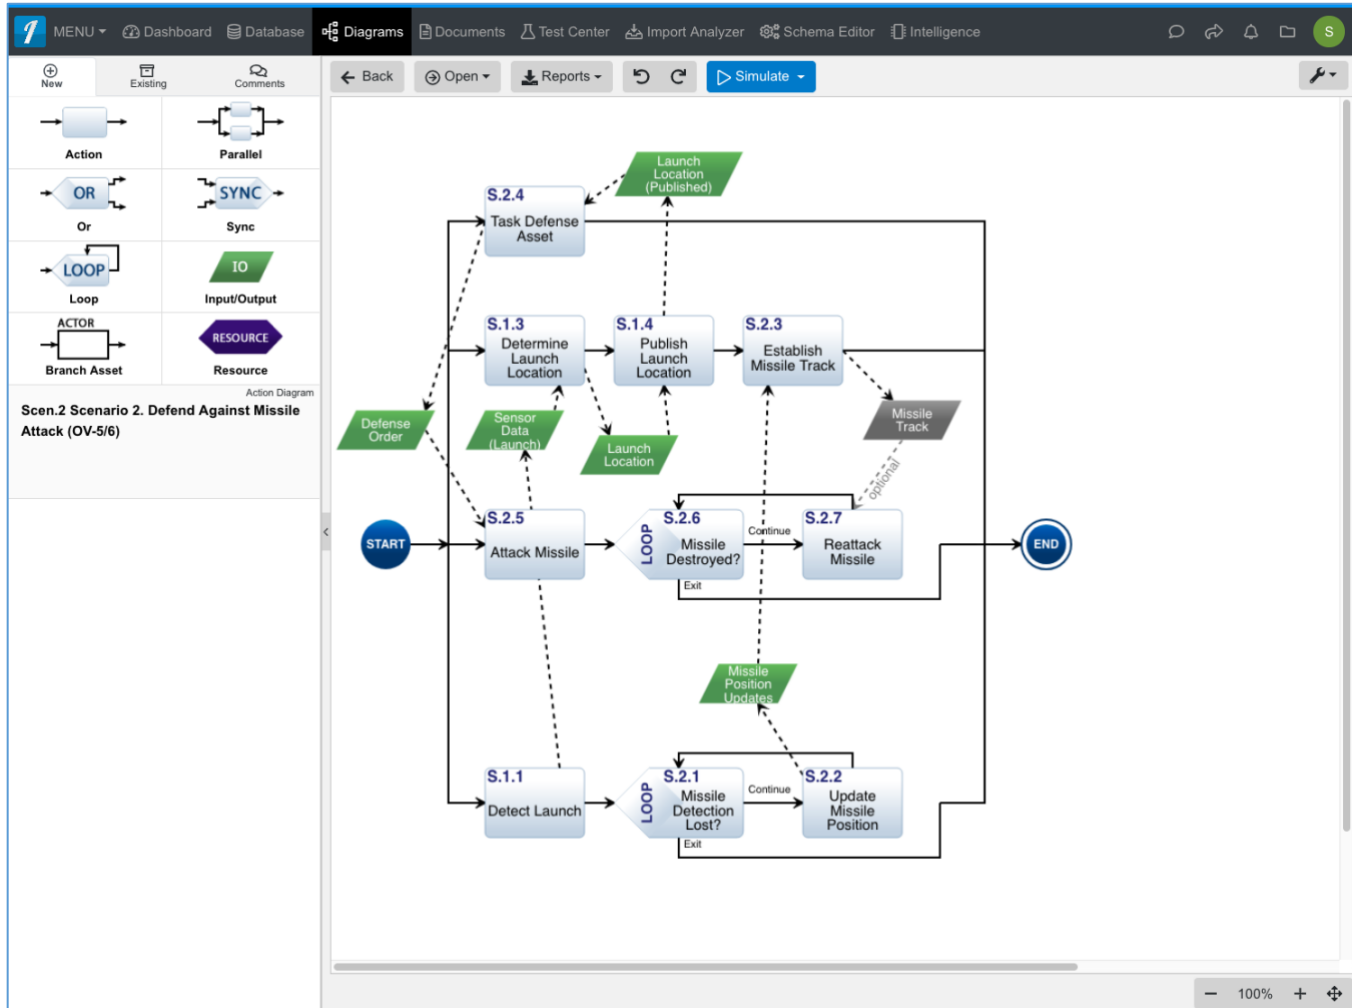 MENU
Dashboard
Database
Diagrams
Documents
Test Center
Import Analyzer
Schema Editor
Intelligence
S
New
Existing
Comments
Back
Open
Reports
Simulate
Action
Parallel
OR
Or
SYNC
Sync
LOOP
Loop
IO
Input/Output
ACTOR
Branch Asset
RESOURCE
Resource
Action Diagram
Scen.2 Scenario 2. Defend Against Missile
Attack (OV-5/6)
Launch
Location
(Published)
S.2.4
Task Defense
Asset
S.1.3
Determine
Launch
Location
S.1.4
Publish
Launch
Location
S.2.3
Establish
Missile Track
Defense
Order
Sensor
Data
(Launch)
Launch
Location
Missile
Track
optional
START
S.2.5
Attack Missile
LOOP
S.2.6
Missile
Destroyed?
Continue
Exit
S.2.7
Reattack
Missile
END
Missile
Position
Updates
S.1.1
Detect Launch
LOOP
S.2.1
Missile
Detection
Lost?
Continue
Exit
S.2.2
Update
Missile
Position
100%